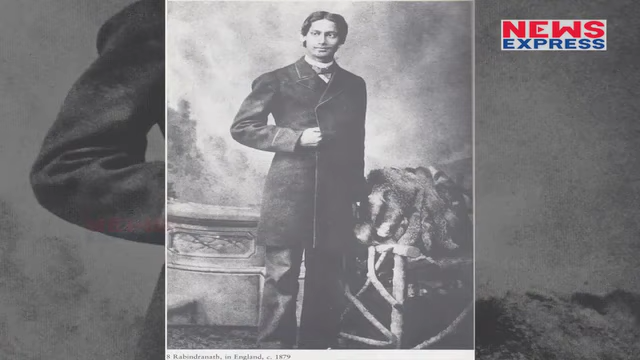 NEWS
EXPRESS
8 Rabindranath, in England, c. 1879